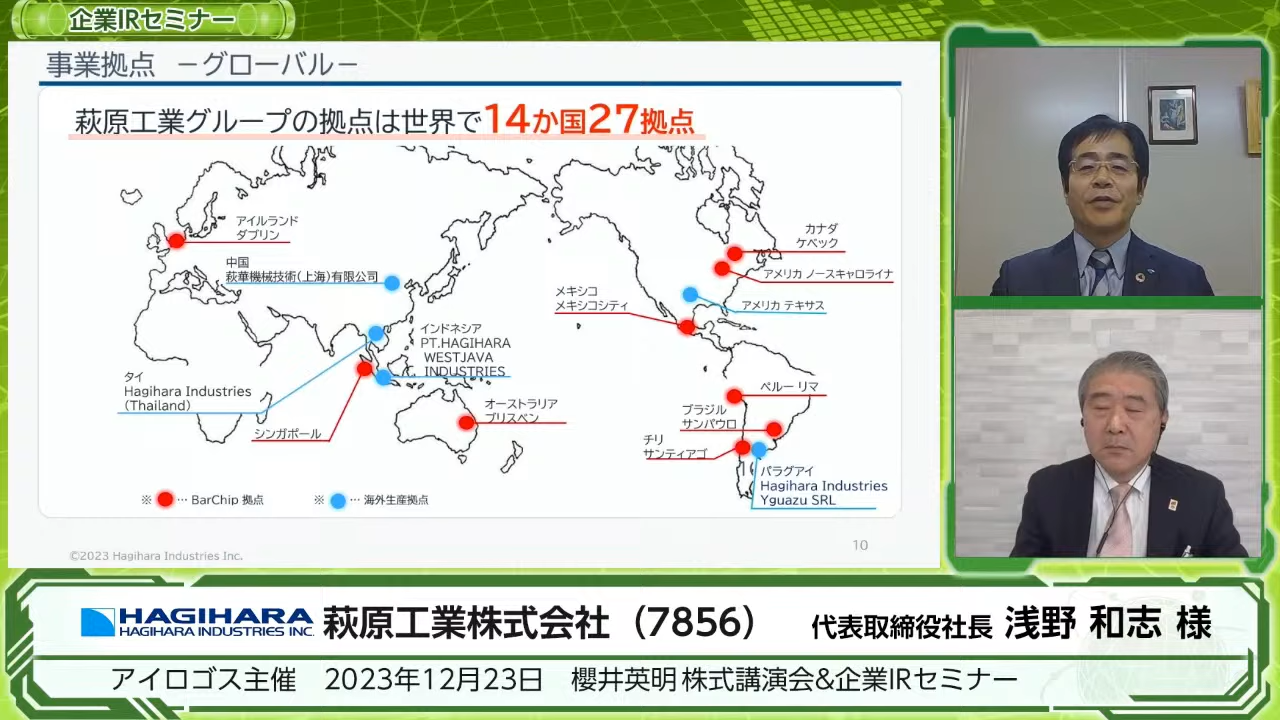 企業IRセミナー
事業拠点 －グローバル－
萩原工業グループの拠点は世界で14か国27拠点
アイルランド
ダブリン
中国
萩華機械技術(上海)有限公司
タイ
Hagihara Industries
(Thailand)
シンガポール
インドネシア
PT.HAGIHARA
WESTJAVA
INDUSTRIES
オーストラリア
ブリスベン
メキシコ
メキシコシティ
カナダ
ケベック
アメリカ ノースキャロライナ
アメリカ テキサス
ペルー リマ
ブラジル
サンパウロ
チリ
サンティアゴ
パラグアイ
Hagihara Industries
Yguazu SRL
※ … BarChip 拠点 ※ … 海外生産拠点
©2023 Hagihara Industries Inc.
10
HAGIHARA
HAGIHARA INDUSTRIES INC.
萩原工業株式会社（7856） 代表取締役社長 浅野 和志 様
アイロゴス主催 2023年12月23日 櫻井英明 株式講演会&企業IRセミナー